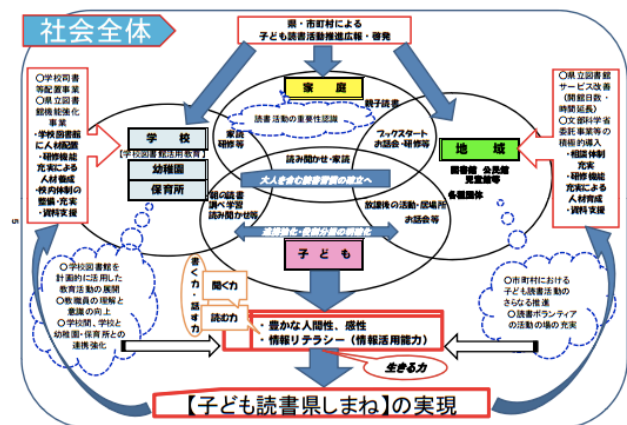 社会全体
県・市町村による
子ども読書活動推進広報・啓発
○学校司書
等配置事業
○県立図書
館機能強化
事業
・学校図書館
に人材配置
・研修機能
充実による
人材養成
・校内体制の
整備・充実
・資料支援
家 庭
親子読書
読書活動の重要性認識
学 校
【学校図書館活用教育】
幼稚園
保育所
家読
研修等
ブックスタート
お話会・研修等
読み聞かせ・家読
大人を含む読書習慣の確立へ
朝の読書
調べ学習
読み聞かせ等
放課後の活動・居場所
お話会等
連携強化・役割分担の明確化
子ども
地 域
図書館 公民館
児童館等
各種団体
○県立図書館
サービス改善
(開館日数・
時間延長)
○文部科学省
委託事業等の
積極的導入
・相談体制
充実
・研修機能
充実による
人材育成
・資料支援
○学校図書館を
計画的に活用した
教育活動の展開
○教職員の理解と
意識の向上
○学校間、学校と
幼稚園・保育所との
連携強化
書く力・話す力
聞く力
読む力
・豊かな人間性、感性
・情報リテラシー(情報活用能力)
生きる力
○市町村における
子ども読書活動の
さらなる推進
○読書ボランティア
の活動の場の充実
【子ども読書県しまね】の実現
5